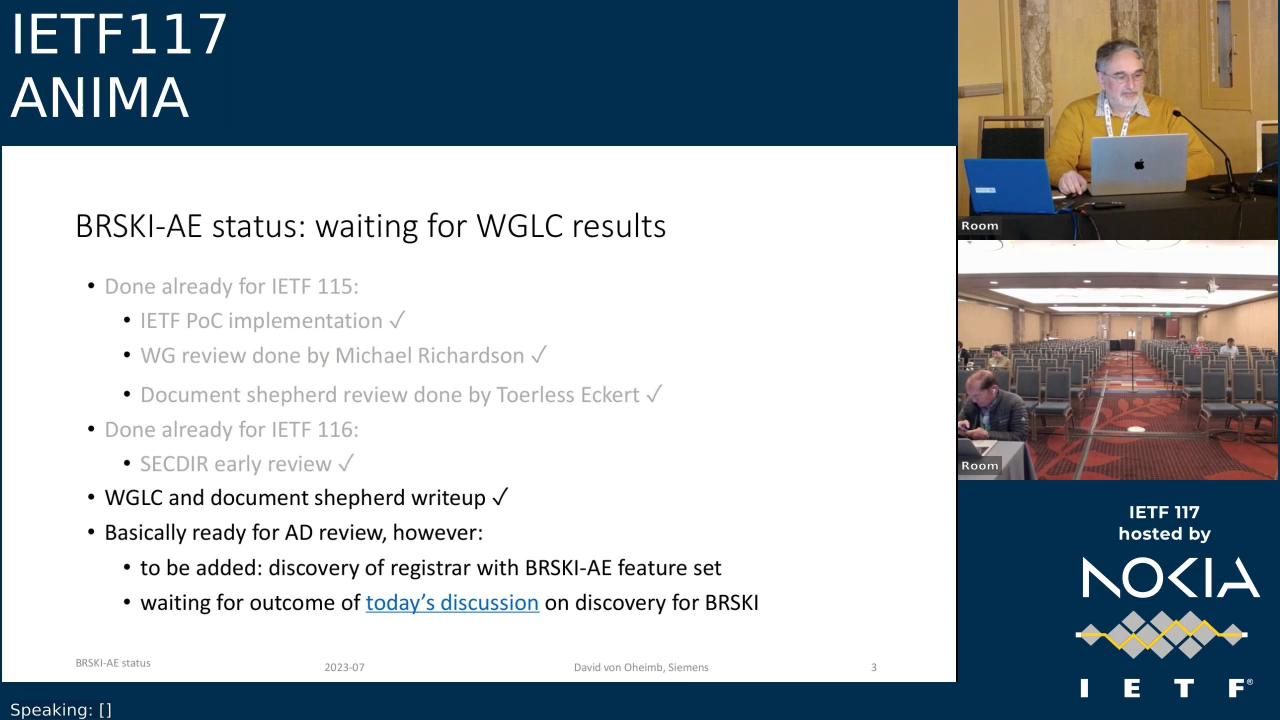 IETF117
ANIMA
BRSKI-AE status: waiting for WGLC results
• Done already for IETF 115:
• IETF PoC implementation ✓
• WG review done by Michael Richardson ✓
• Document shepherd review done by Toerless Eckert ✓
• Done already for IETF 116:
• SECDIR early review ✓
• WGLC and document shepherd writeup ✓
• Basically ready for AD review, however:
• to be added: discovery of registrar with BRSKI-AE feature set
• waiting for outcome of today's discussion on discovery for BRSKI
BRSKI-AE status
2023-07
David von Oheimb, Siemens
3
Speaking: []
Room
Room
IETF 117
hosted by
NOKIA
I E T F®